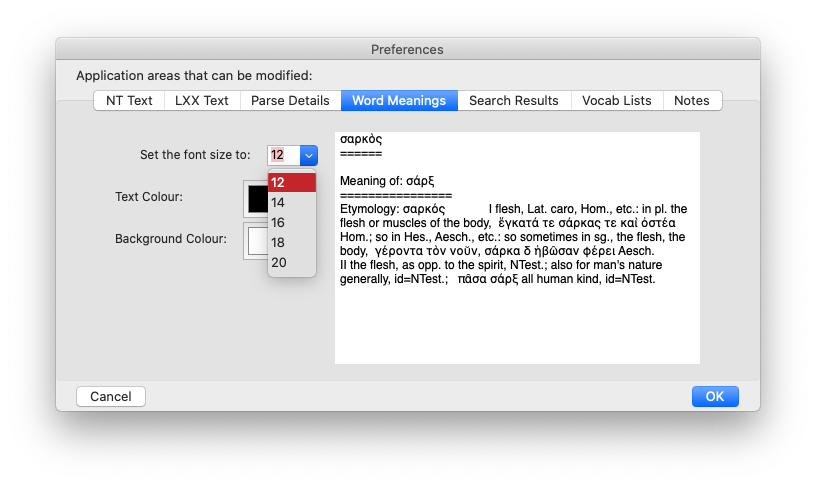 Preferences
Application areas that can be modified:
NT Text LXX Text Parse Details Word Meanings Search Results Vocab Lists Notes
Set the font size to: 12
12
14
16
18
20
Text Colour:
Background Colour:
σαρκὸς
======
Meaning of: σάρξ
================
Etymology: σαρκός I flesh, Lat. caro, Hom., etc.: in pl. the
flesh or muscles of the body, ἔγκατά τε σάρκας τε καὶ ὀστέα
Hom.; so in Hes., Aesch., etc.: so sometimes in sg., the flesh, the
body, γέροντα τὸν νοῦν, σάρκα δ ἡβῶσαν φέρει Aesch.
II the flesh, as opp. to the spirit, NTest.; also for man's nature
generally, id=NTest.; πᾶσα σάρξ all human kind, id=NTest.
Cancel OK